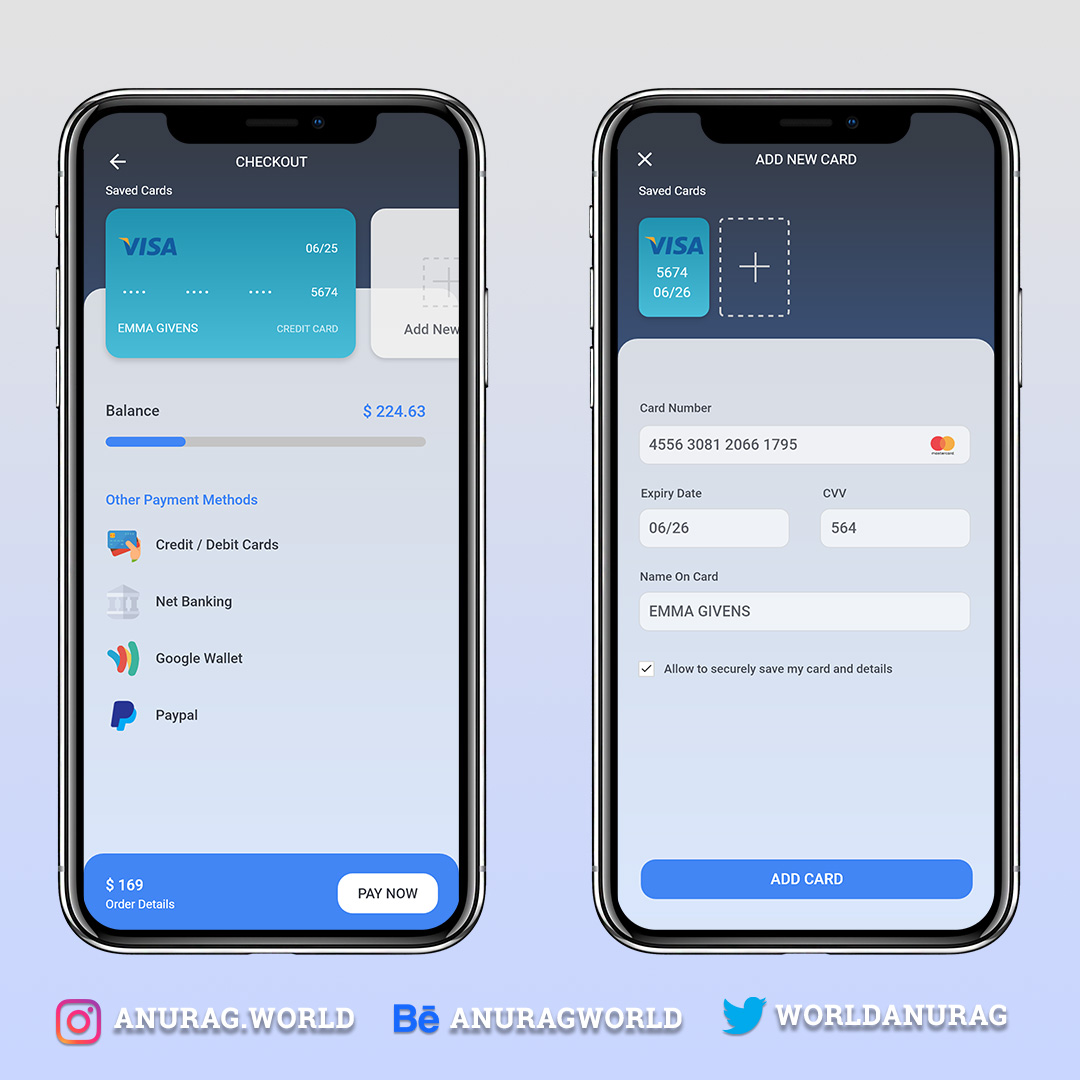 CHECKOUT
Saved Cards
VISA
06/25
.... .... .... 5674
EMMA GIVENS
CREDIT CARD
Add New
Balance
$ 224.63
Other Payment Methods
Credit / Debit Cards
Net Banking
Google Wallet
Paypal
$ 169
Order Details
PAY NOW
ADD NEW CARD
Saved Cards
VISA
5674
06/26
Card Number
4556 3081 2066 1795
mastercard
Expiry Date
CVV
06/26
564
Name On Card
EMMA GIVENS
Allow to securely save my card and details
ADD CARD
ANURAG.WORLD
Bē ANURAGWORLD
WORLDANURAG